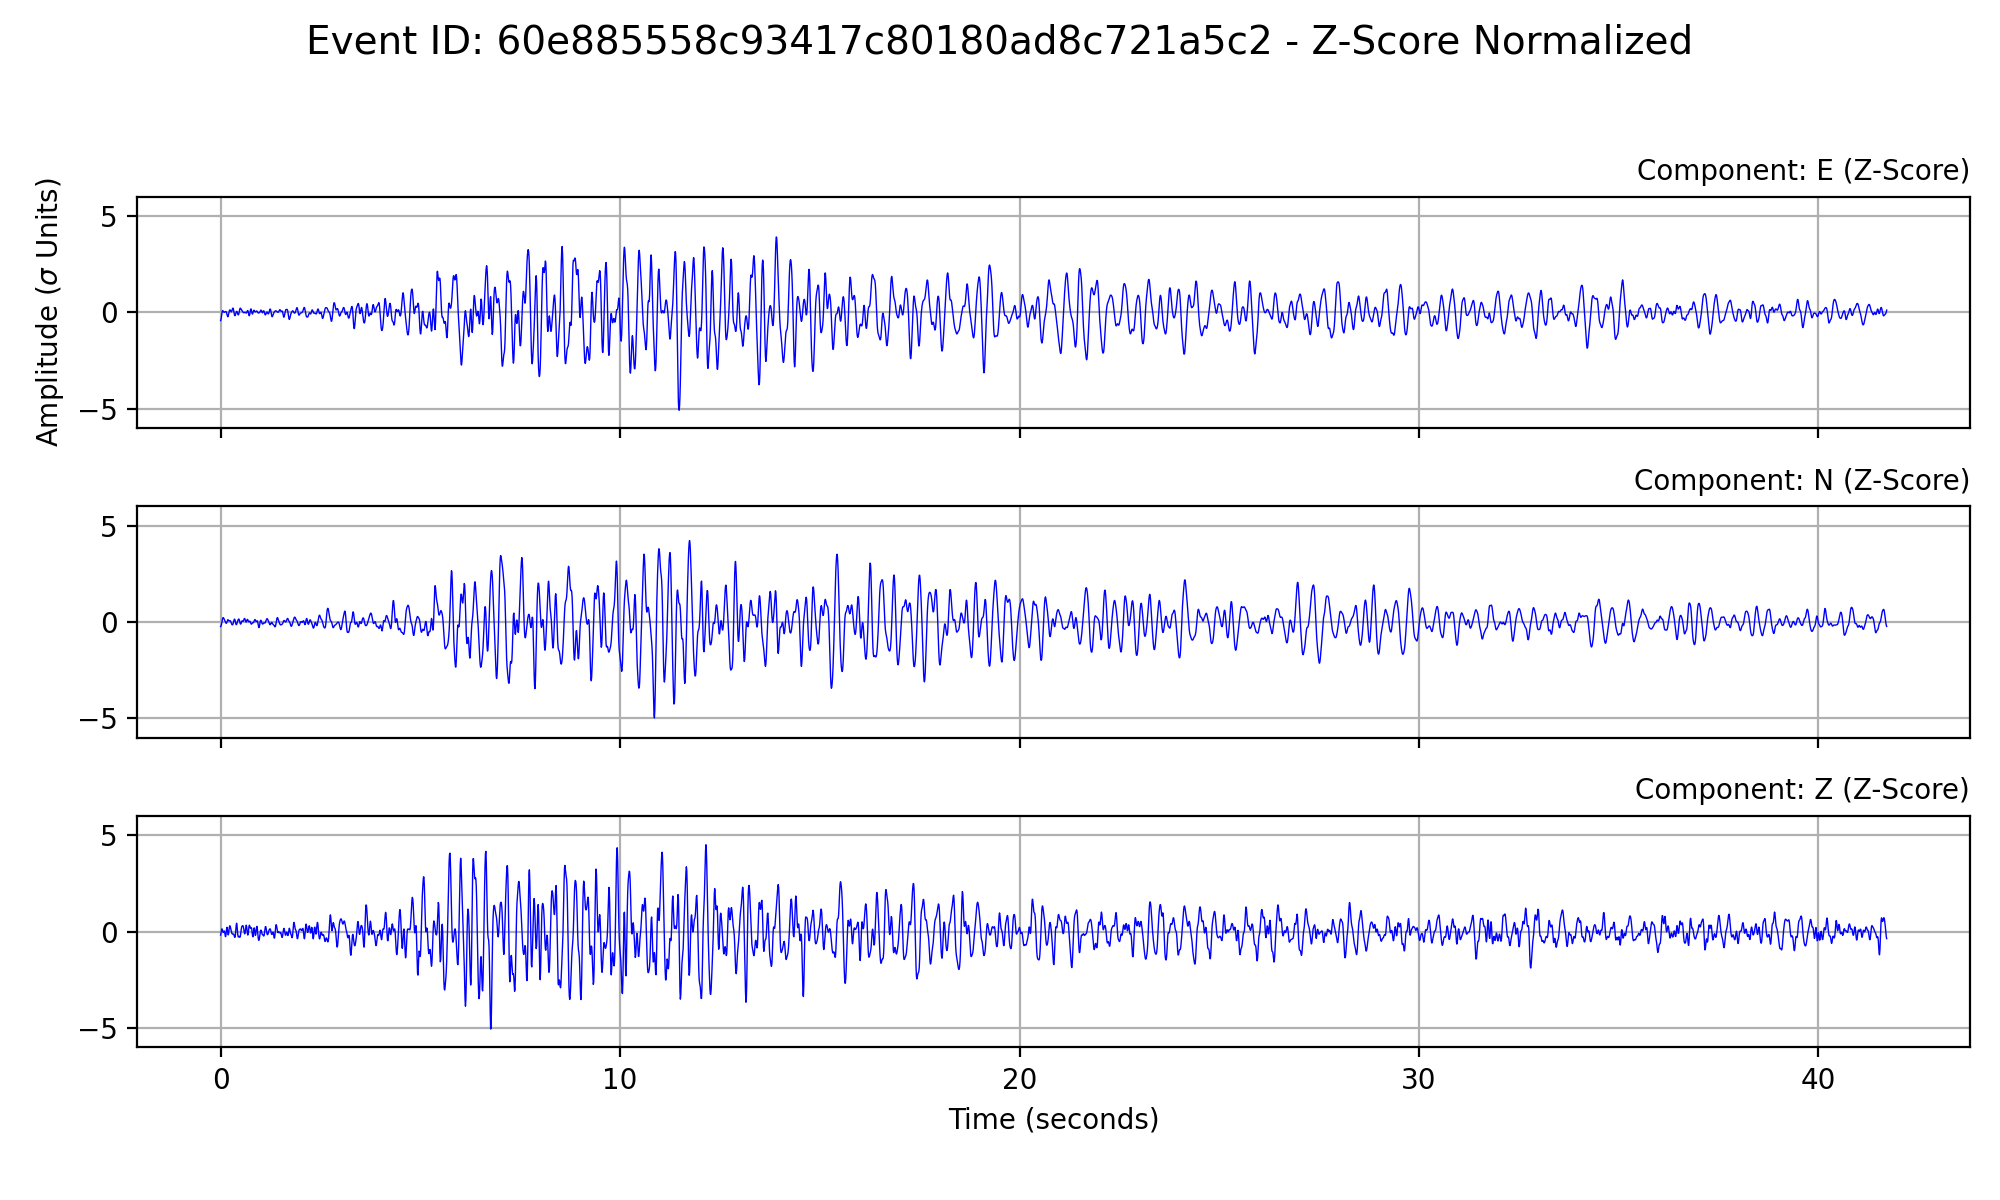 Event ID: 60e885558c93417c80180ad8c721a5c2 - Z-Score Normalized
Component: E (Z-Score)
Amplitude (σ Units)
5
0
−5
Component: N (Z-Score)
5
0
−5
Component: Z (Z-Score)
5
0
−5
0 10 20 30 40
Time (seconds)